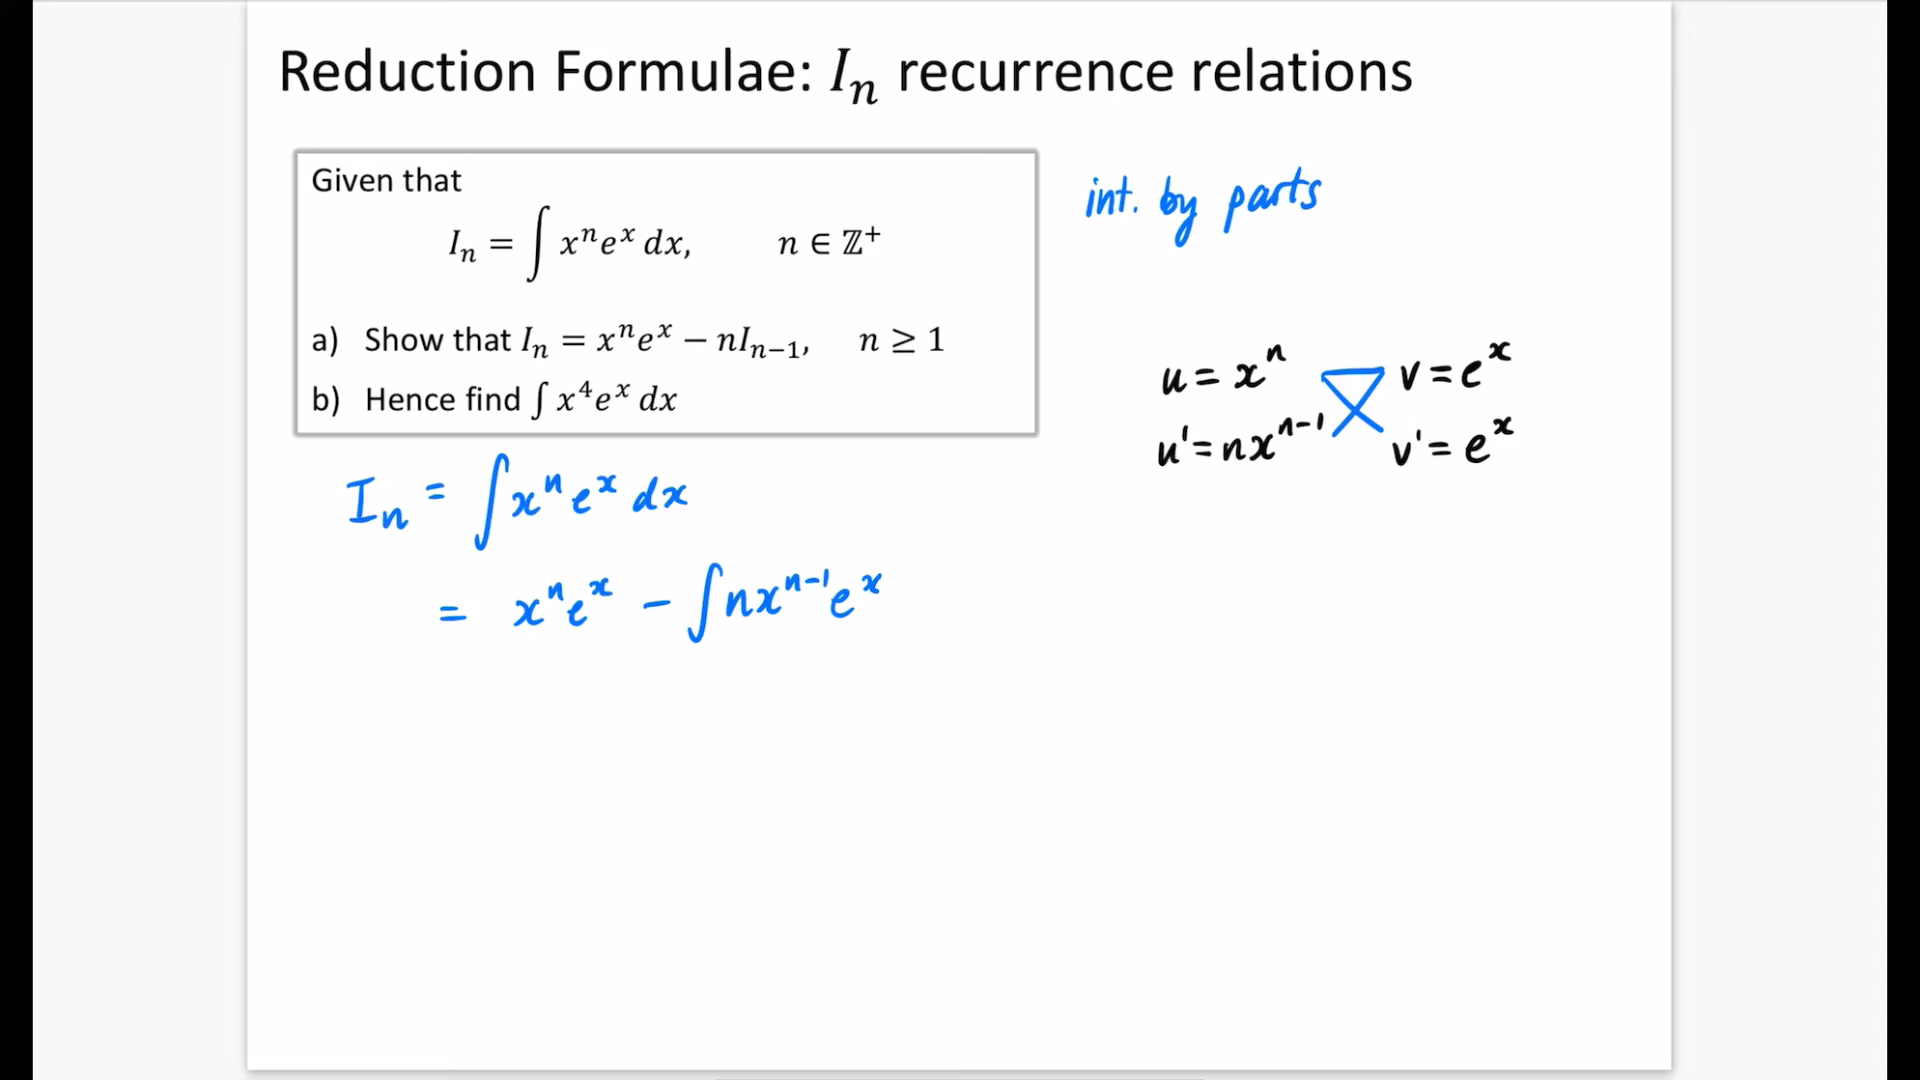 Reduction Formulae: Iₙ recurrence relations
Given that
Iₙ = ∫ xⁿeˣ dx, n ∈ ℤ⁺
a) Show that Iₙ = xⁿeˣ − nIₙ₋₁, n ≥ 1
b) Hence find ∫ x⁴eˣ dx
int. by parts
u = xⁿ v = eˣ
u' = nxⁿ⁻¹ v' = eˣ
Iₙ = ∫ xⁿeˣ dx
= xⁿeˣ − ∫ nxⁿ⁻¹eˣ